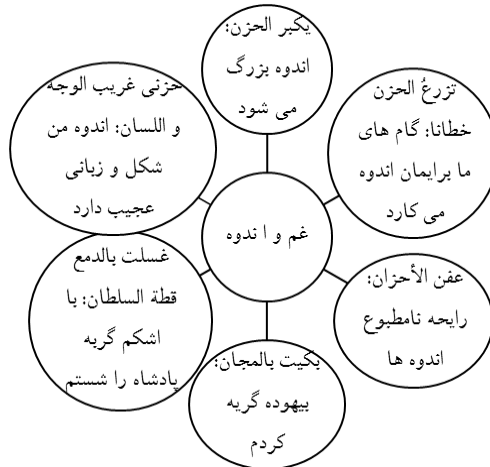 یکبر الحزن:
اندوه بزرگ
می شود
تزرعُ الحزن
خطانا: گام های
ما برایمان اندوه
می کارد
عفن الأحزان:
رایحه نامطبوع
اندوه ها
بکیت بالمجان:
بیهوده گریه
کردم
غسلت بالدمع
قطة السلطان: با
اشکم گربه
پادشاه را شستم
حزنی غریب الوجه
و اللسان: اندوه من
شکل و زبانی
عجیب دارد
غم و ا ندوه